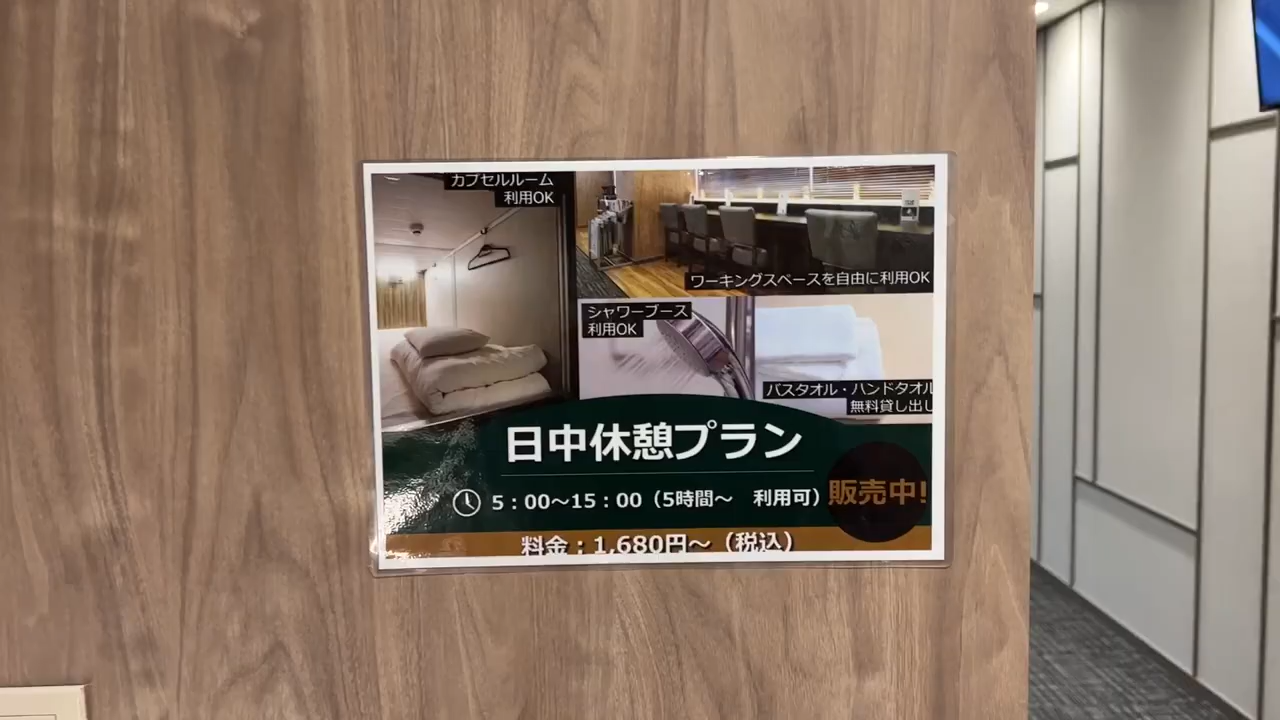 カプセルルーム
利用OK
ワーキングスペースを自由に利用OK
シャワーブース
利用OK
バスタオル・ハンドタオル
無料貸し出し
日中休憩プラン
5：00〜15：00（5時間〜　利用可）
販売中!
料金：1,680円〜（税込）